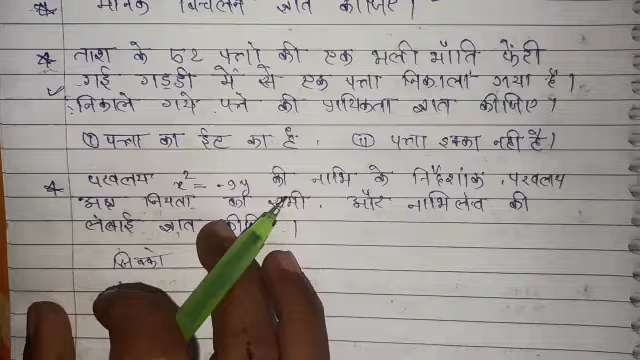 मानक विचलन ज्ञात कीजिए।
ताश के 52 पत्तो की एक भली भाँति फेंटी
गई गड्डी में से एक पत्ता निकाला गया है।
निकाले गये पत्ते की प्रायिकता ज्ञात कीजिए?
(i) पत्ता का ईट का है. (ii) पत्ता इक्का नही है।
परवलय x² = -9y की नाभि के निर्देशांक, परवलय
अक्ष नियता की और नाभिलंब की
लंबाई ज्ञात कीजिए।
सिक्को